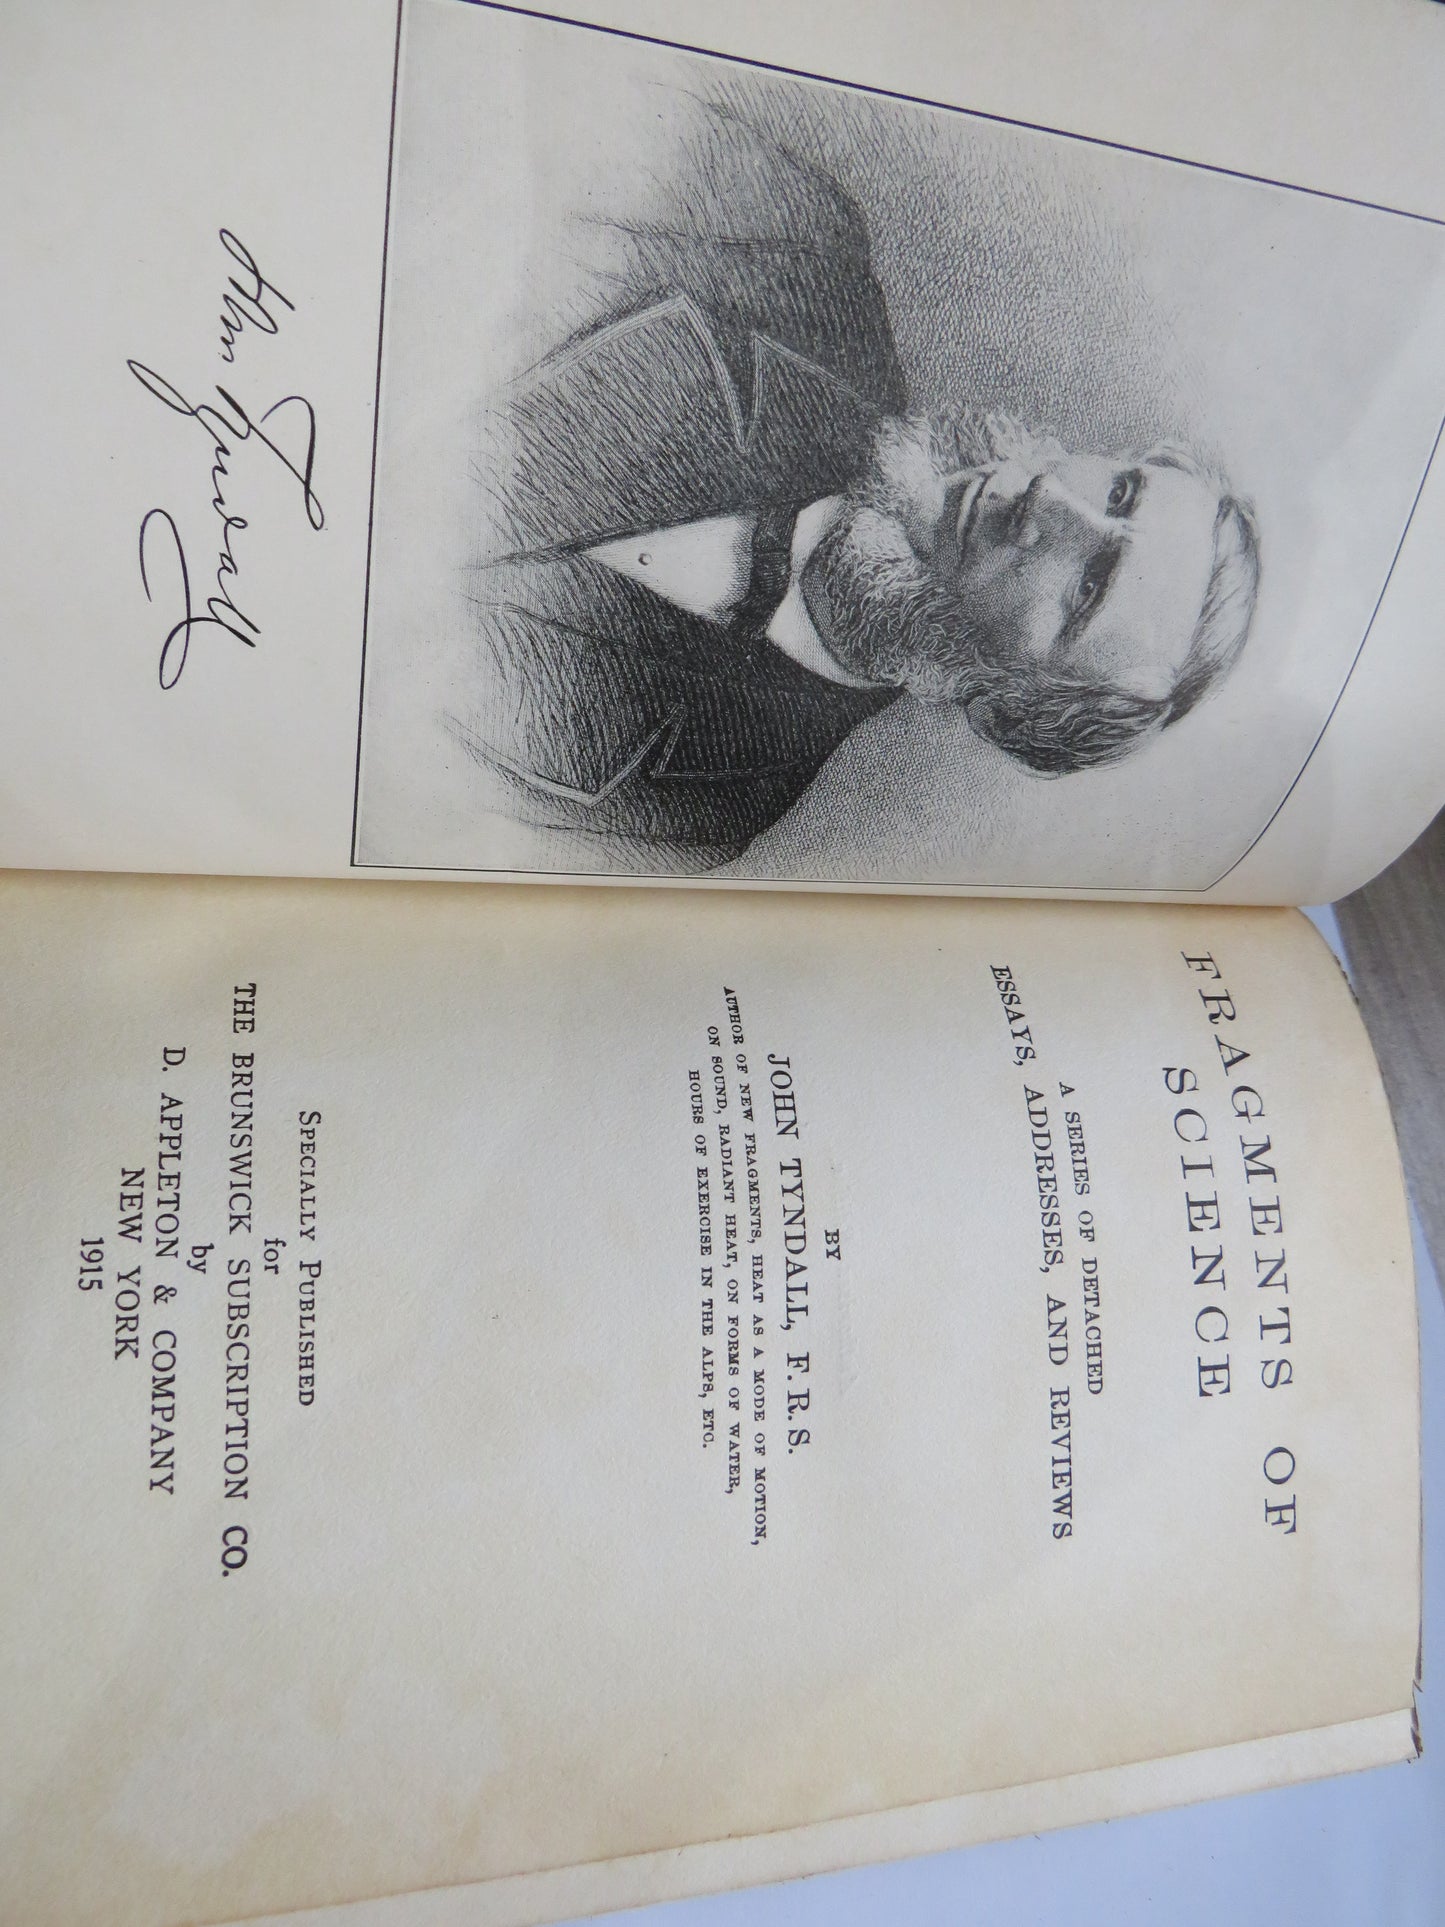 John Tyndall
FRAGMENTS OF
SCIENCE
A SERIES OF DETACHED
ESSAYS, ADDRESSES, AND REVIEWS
BY
JOHN TYNDALL, F. R. S.
AUTHOR OF NEW FRAGMENTS, HEAT AS A MODE OF MOTION,
ON SOUND, RADIANT HEAT, ON FORMS OF WATER,
HOURS OF EXERCISE IN THE ALPS, ETC.
SPECIALLY PUBLISHED
for
THE BRUNSWICK SUBSCRIPTION CO.
by
D. APPLETON & COMPANY
NEW YORK
1915